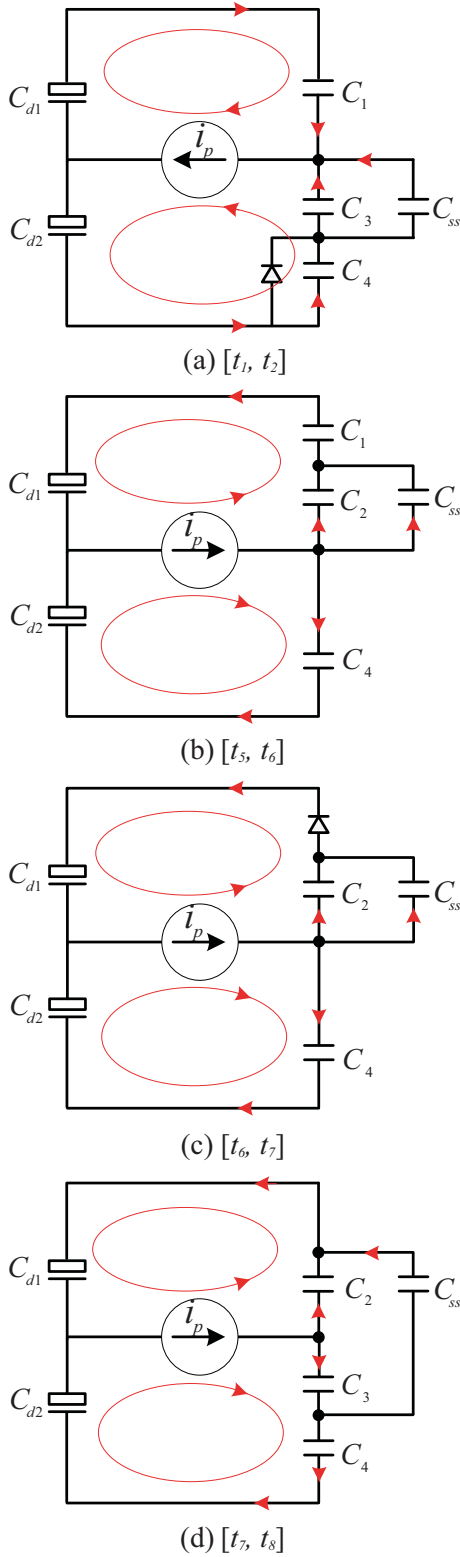 C_{d1}
C_1
i_p
C_{d2}
C_3
C_{ss}
C_4
(a) [t_1, t_2]
C_{d1}
C_1
C_2
C_{ss}
i_p
C_{d2}
C_4
(b) [t_5, t_6]
C_{d1}
C_2
C_{ss}
i_p
C_{d2}
C_4
(c) [t_6, t_7]
C_{d1}
C_2
C_{ss}
i_p
C_{d2}
C_3
C_4
(d) [t_7, t_8]